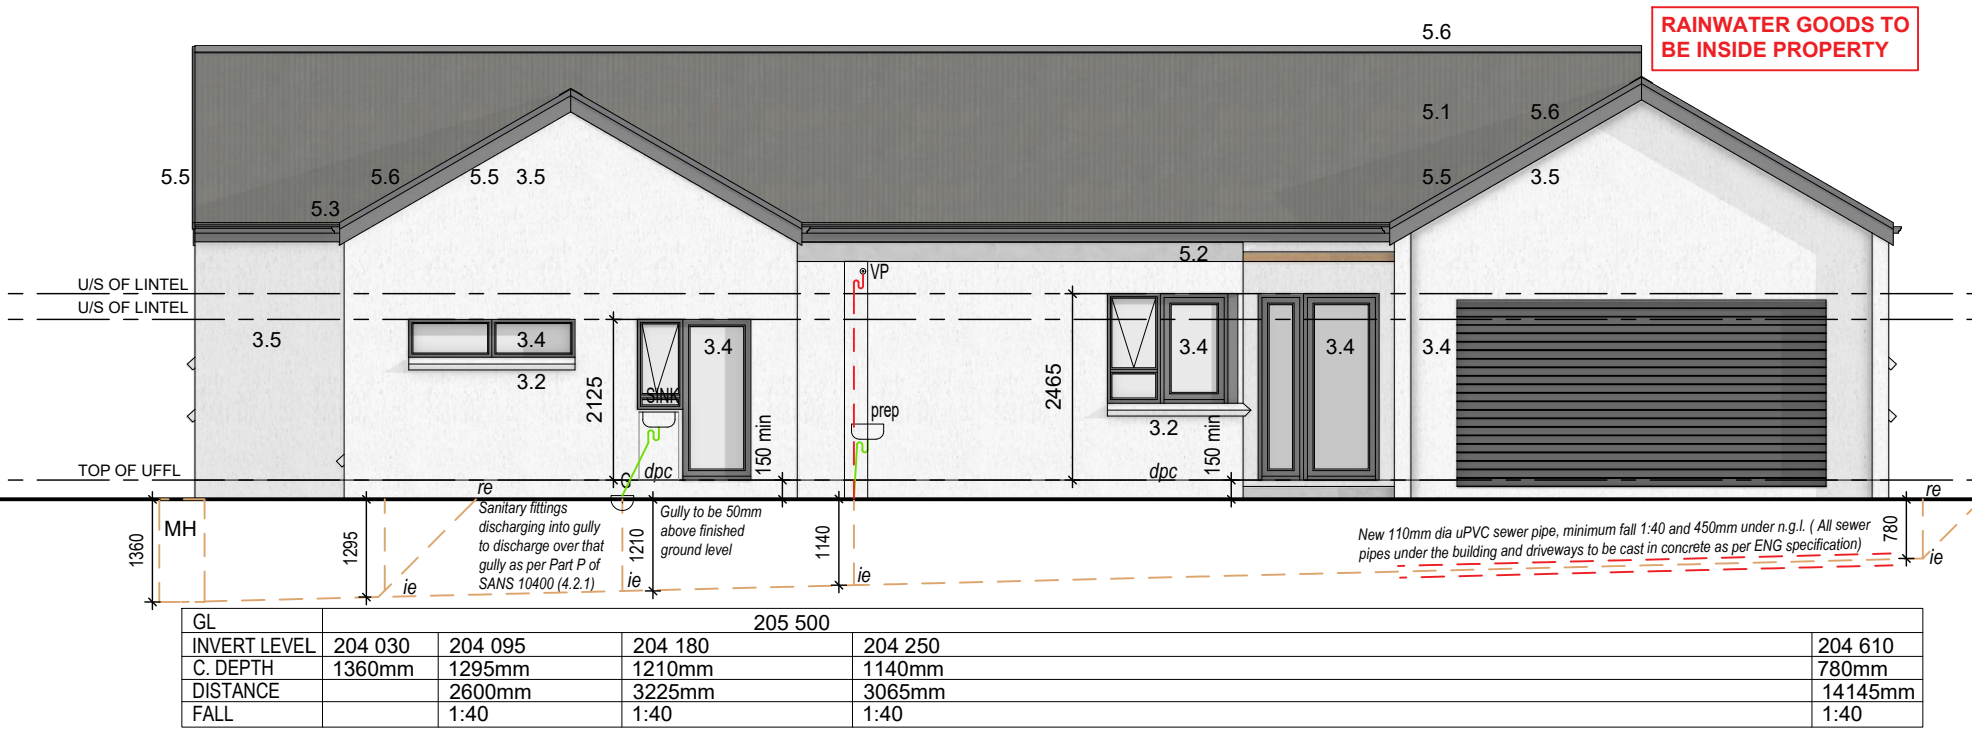 5.6
RAINWATER GOODS TO
BE INSIDE PROPERTY
5.1
5.6
5.5
5.6
5.5
3.5
5.5
3.5
5.3
5.2
VP
U/S OF LINTEL
U/S OF LINTEL
3.5
3.4
3.4
3.4
3.4
3.4
3.2
2125
SINK
2465
prep
3.2
150 min
150 min
TOP OF UFFL
G
dpc
dpc
re
re
MH
1360
1295
Sanitary fittings
discharging into gully
to discharge over that
gully as per Part P of
SANS 10400 (4.2.1)
1210
Gully to be 50mm
above finished
ground level
1140
New 110mm dia uPVC sewer pipe, minimum fall 1:40 and 450mm under n.g.l. ( All sewer
pipes under the building and driveways to be cast in concrete as per ENG specification)
780
ie
ie
ie
ie
GL 205 500
INVERT LEVEL 204 030 204 095 204 180 204 250 204 610
C. DEPTH 1360mm 1295mm 1210mm 1140mm 780mm
DISTANCE 2600mm 3225mm 3065mm 14145mm
FALL 1:40 1:40 1:40 1:40